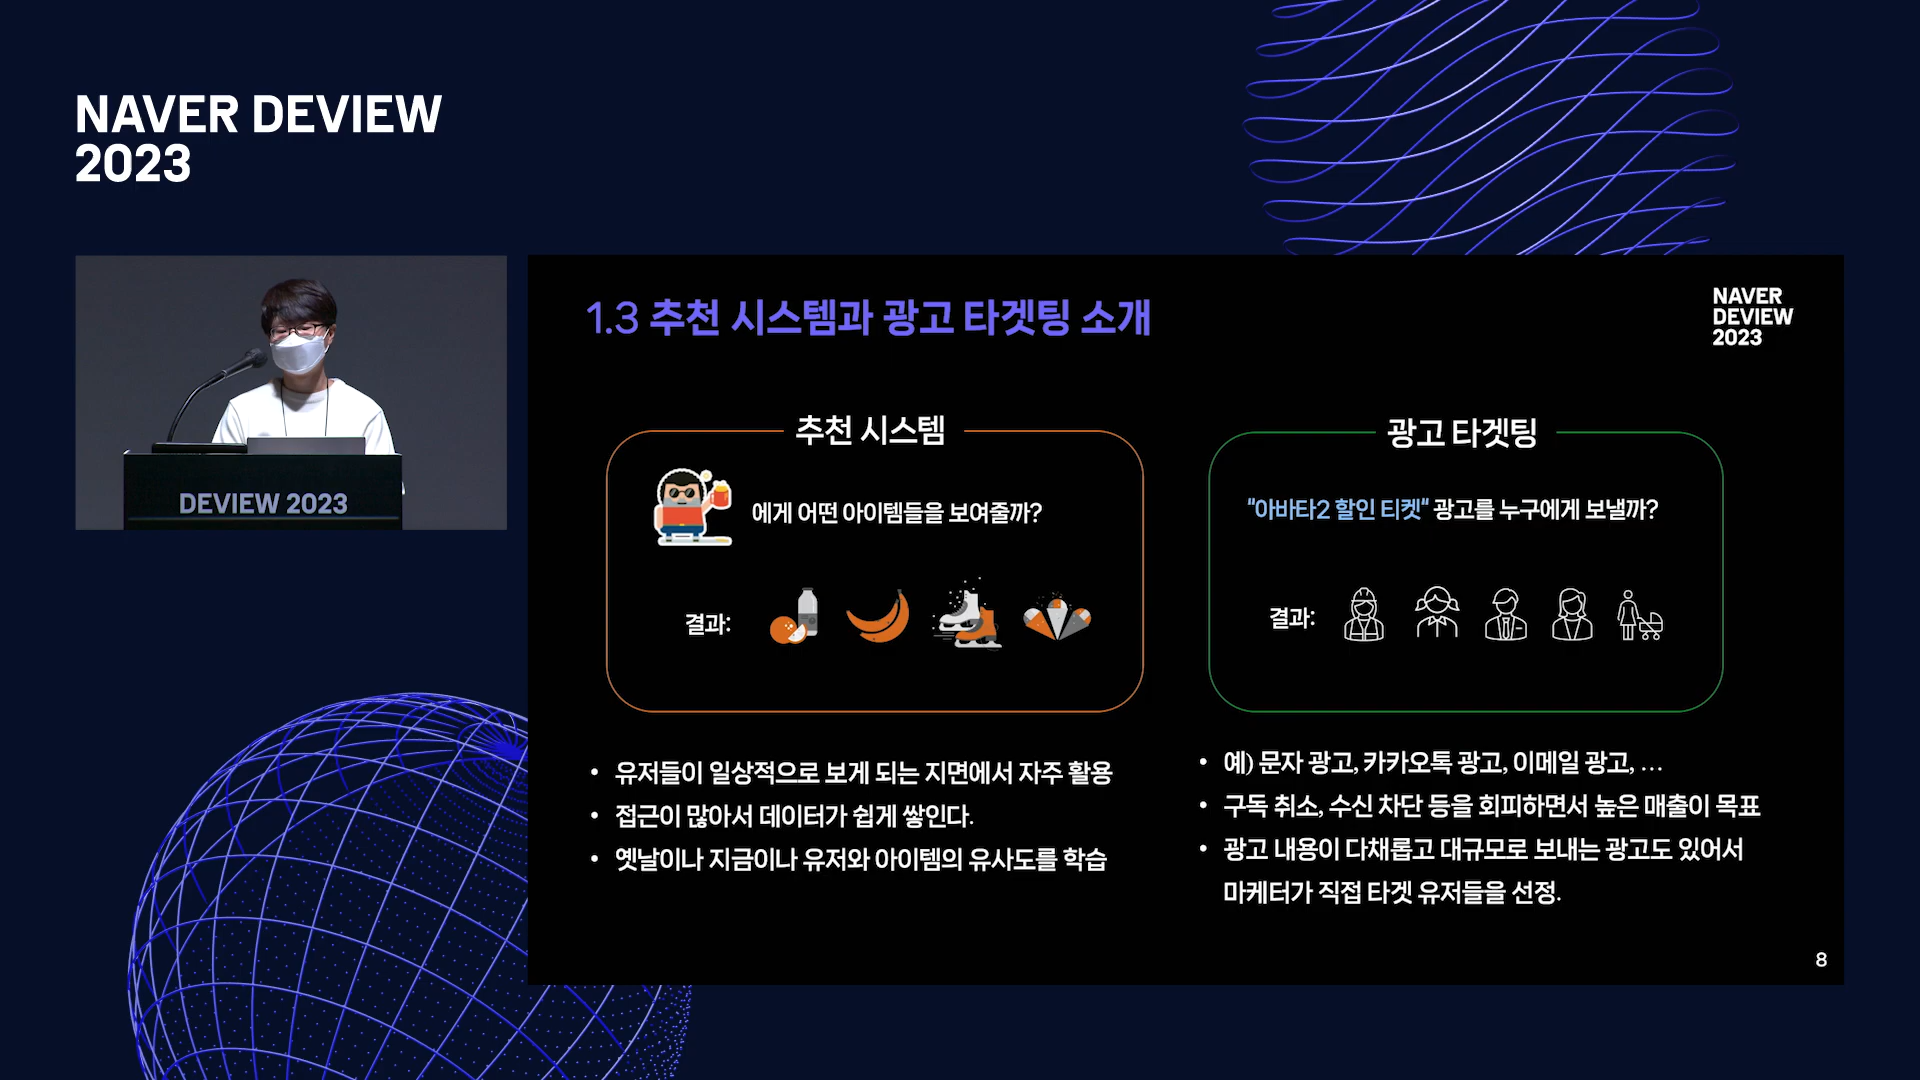 NAVER DEVIEW
2023
DEVIEW 2023
1.3 추천 시스템과 광고 타겟팅 소개
NAVER
DEVIEW
2023
추천 시스템
에게 어떤 아이템들을 보여줄까?
결과:
• 유저들이 일상적으로 보게 되는 지면에서 자주 활용
• 접근이 많아서 데이터가 쉽게 쌓인다.
• 옛날이나 지금이나 유저와 아이템의 유사도를 학습
광고 타겟팅
"아바타2 할인 티켓" 광고를 누구에게 보낼까?
결과:
• 예) 문자 광고, 카카오톡 광고, 이메일 광고, …
• 구독 취소, 수신 차단 등을 회피하면서 높은 매출이 목표
• 광고 내용이 다채롭고 대규모로 보내는 광고도 있어서
마케터가 직접 타겟 유저들을 선정.
8